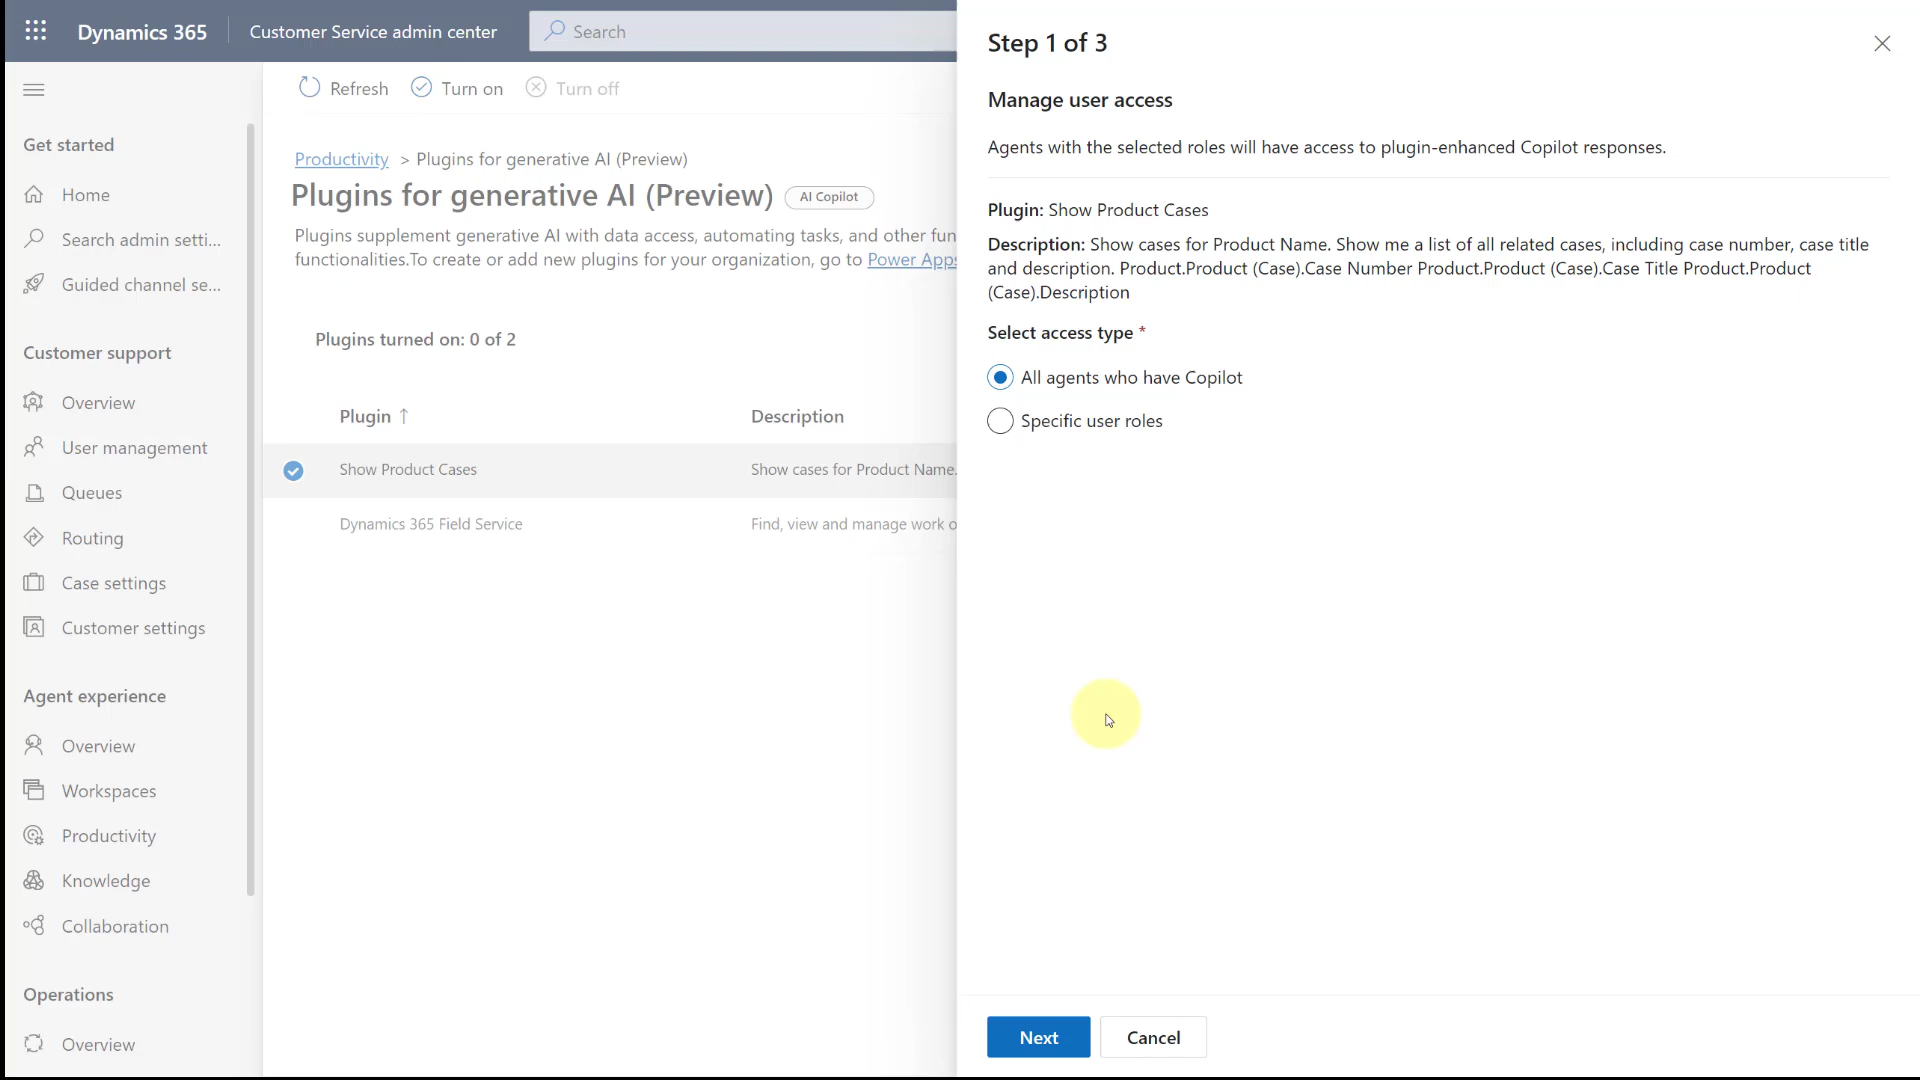 Dynamics 365
Customer Service admin center
Search
Refresh
Turn on
Turn off
Get started
Home
Search admin setti...
Guided channel se...
Customer support
Overview
User management
Queues
Routing
Case settings
Customer settings
Agent experience
Overview
Workspaces
Productivity
Knowledge
Collaboration
Operations
Overview
Productivity > Plugins for generative AI (Preview)
Plugins for generative AI (Preview) AI Copilot
Plugins supplement generative AI with data access, automating tasks, and other fun
functionalities.To create or add new plugins for your organization, go to Power Apps
Plugins turned on: 0 of 2
Plugin ↑ Description
Show Product Cases Show cases for Product Name.
Dynamics 365 Field Service Find, view and manage work o
Step 1 of 3
Manage user access
Agents with the selected roles will have access to plugin-enhanced Copilot responses.
Plugin: Show Product Cases
Description: Show cases for Product Name. Show me a list of all related cases, including case number, case title
and description. Product.Product (Case).Case Number Product.Product (Case).Case Title Product.Product
(Case).Description
Select access type *
All agents who have Copilot
Specific user roles
Next
Cancel